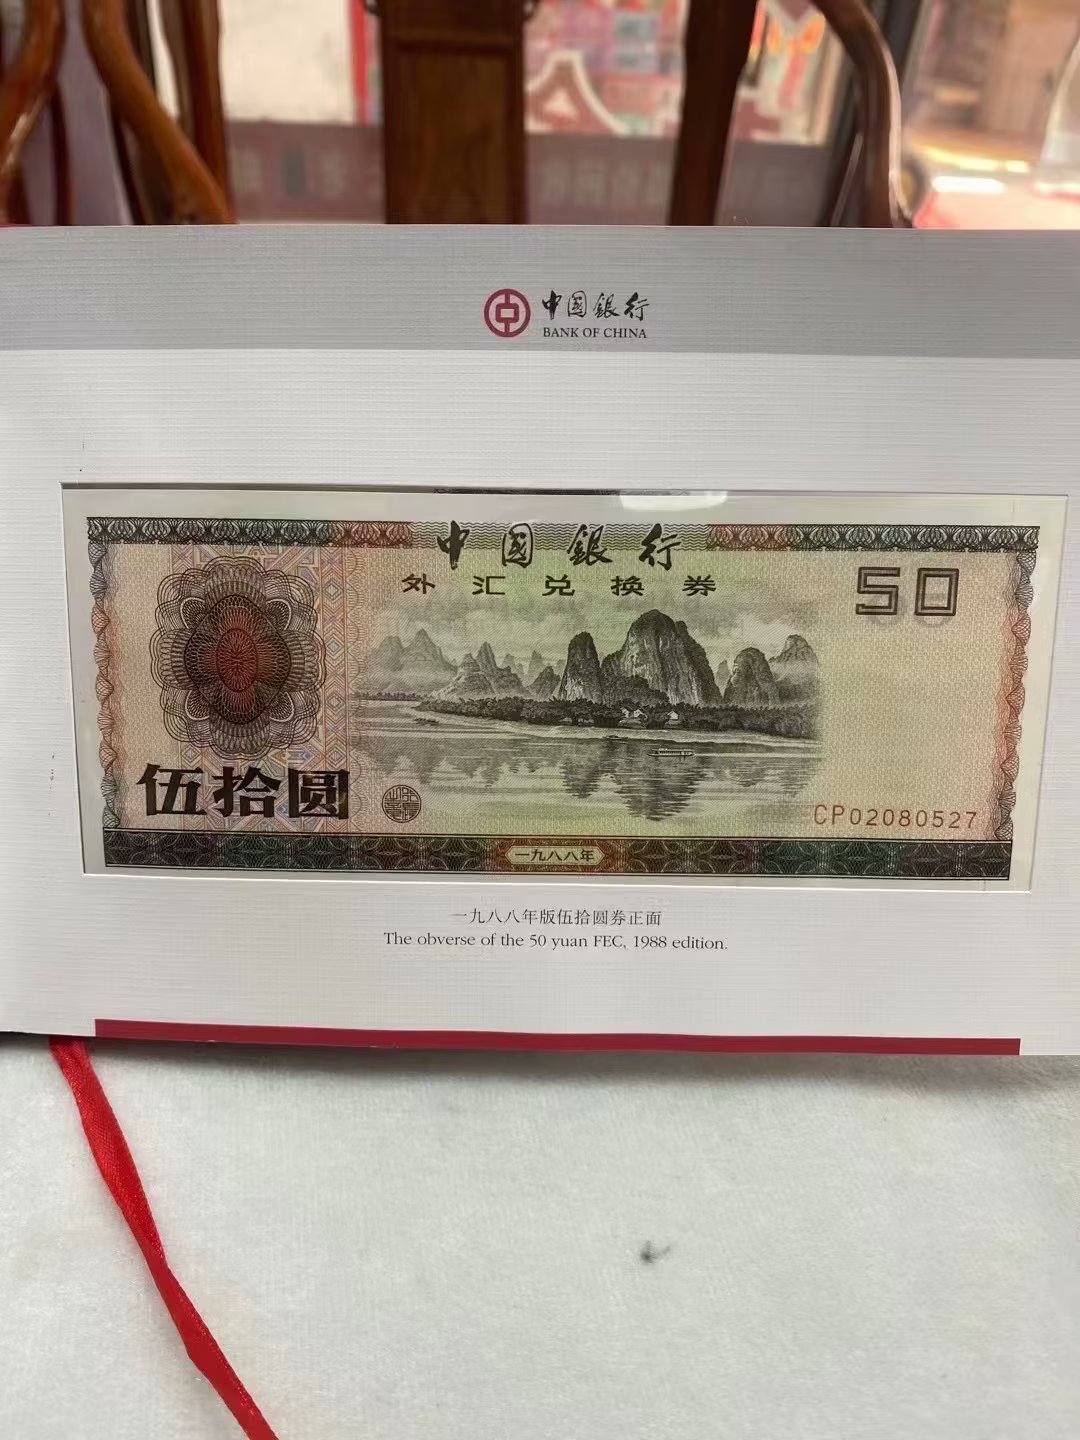 中国銀行
BANK OF CHINA
中国銀行
外汇兑换券
50
伍拾圆
CP02080527
一九八八年
一九八八年版伍拾圆券正面
The obverse of the 50 yuan FEC, 1988 edition.